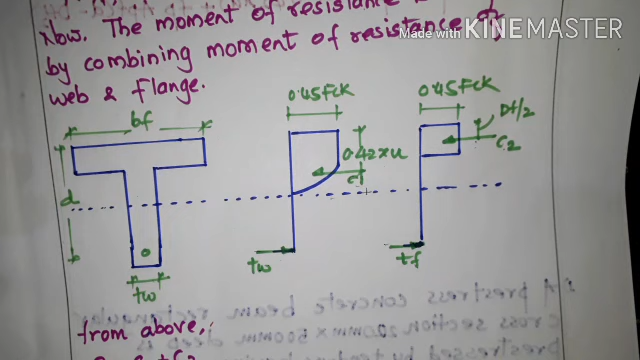 Now. The moment of resistance
Made with KINEMASTER
by combining moment of resistance of
web & flange.
0.45FCK
0.45FCK
bf
Df/2
0.42xu
C2
C1
d
tw
tw
tf
from above,